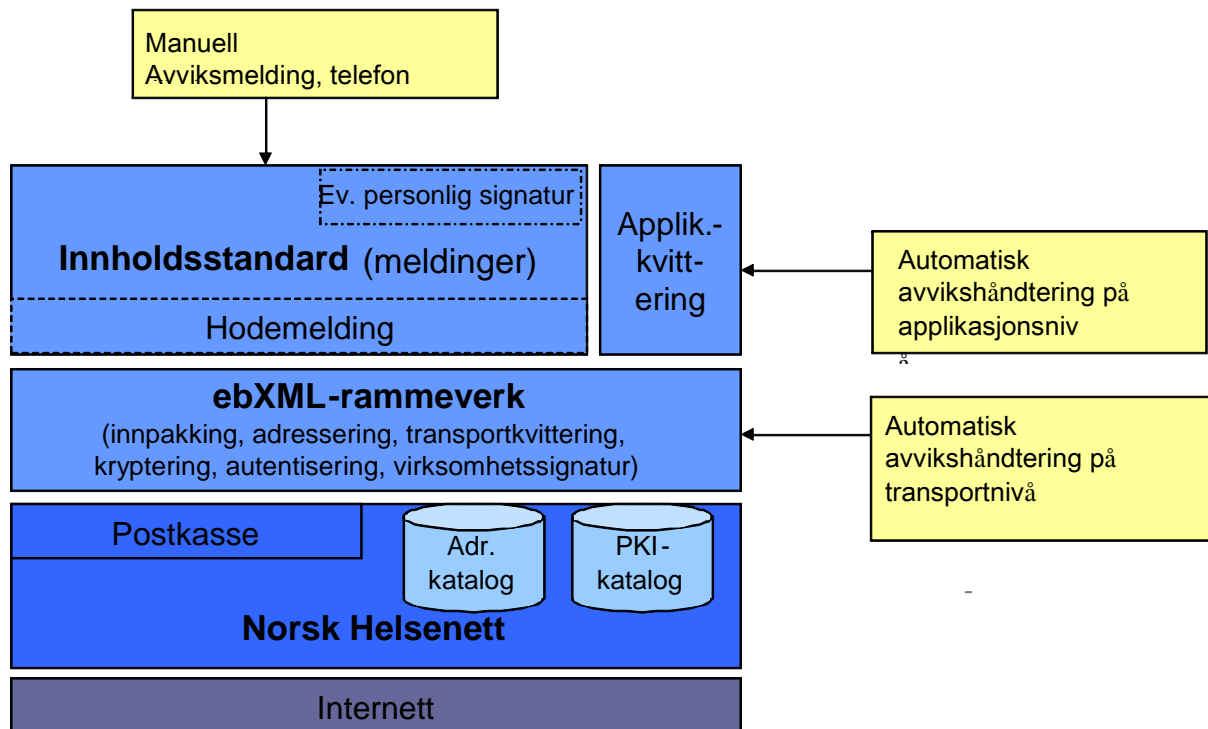 Manuell
Avviksmelding, telefon
Ev. personlig signatur
Innholdsstandard (meldinger)
Hodemelding
Applik.-
kvitt-
ering
Automatisk
avvikshåndtering på
applikasjonsniv
å
ebXML-rammeverk
(innpakking, adressering, transportkvittering,
kryptering, autentisering, virksomhetssignatur)
Automatisk
avvikshåndtering på
transportnivå
Postkasse
Adr.
katalog
PKI-
katalog
-
Norsk Helsenett
Internett